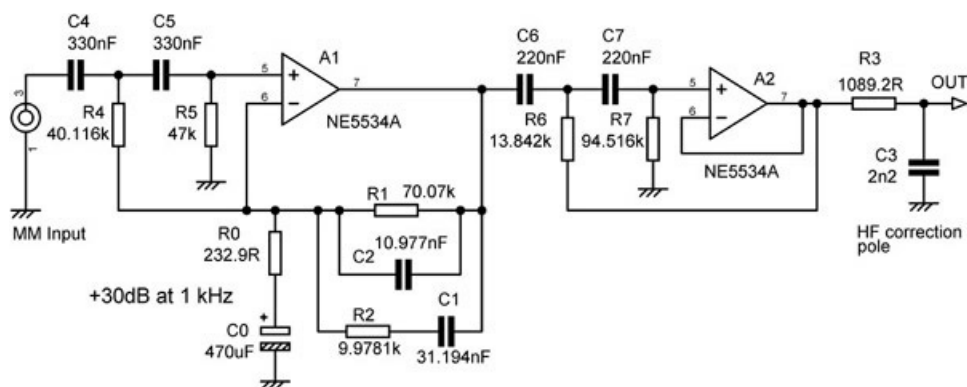 C4
330nF
C5
330nF
3
1
R4
40.116k
R5
47k
5
+
6
−
7
A1
NE5534A
C6
220nF
C7
220nF
R6
13.842k
R7
94.516k
5
+
6
−
7
A2
NE5534A
R3
1089.2R
OUT
C3
2n2
HF correction
pole
MM Input
R0
232.9R
R1
70.07k
10.977nF
C2
C1
R2
9.9781k
31.194nF
+30dB at 1 kHz
+
C0
470uF